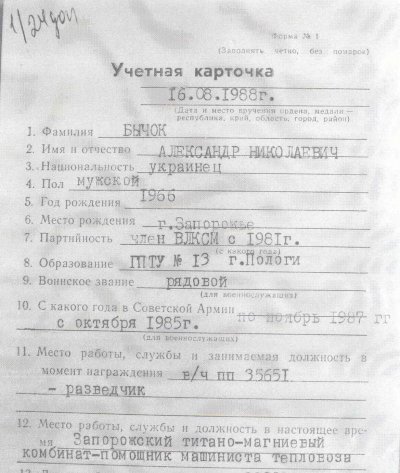 1/24доп
Форма № 1
(Заполнять четко, без помарок)
Учетная карточка
16.08.1988г.
(Дата и место вручения ордена, медали —
республика, край, область, город, район)
1. Фамилия БЫЧОК
2. Имя и отчество АЛЕКСАНДР НИКОЛАЕВИЧ
3. Национальность украинец
4. Пол мужской
5. Год рождения 1966
6. Место рождения г.Запорожье
7. Партийность член ВЛКСМ с 1981г.
(с какого года)
8. Образование ГПТУ № 13 г.Пологи
9. Воинское звание рядовой
(для военнослужащих)
10. С какого года в Советской Армии по ноябрь 1987 гг
с октября 1985г.
(для военнослужащих)
11. Место работы, службы и занимаемая должность в
момент награждения в/ч пп 35651
- разведчик
12. Место работы, службы и должность в настоящее вре-
мя Запорожский титано-магниевый
комбинат-помощник машиниста тепловоза